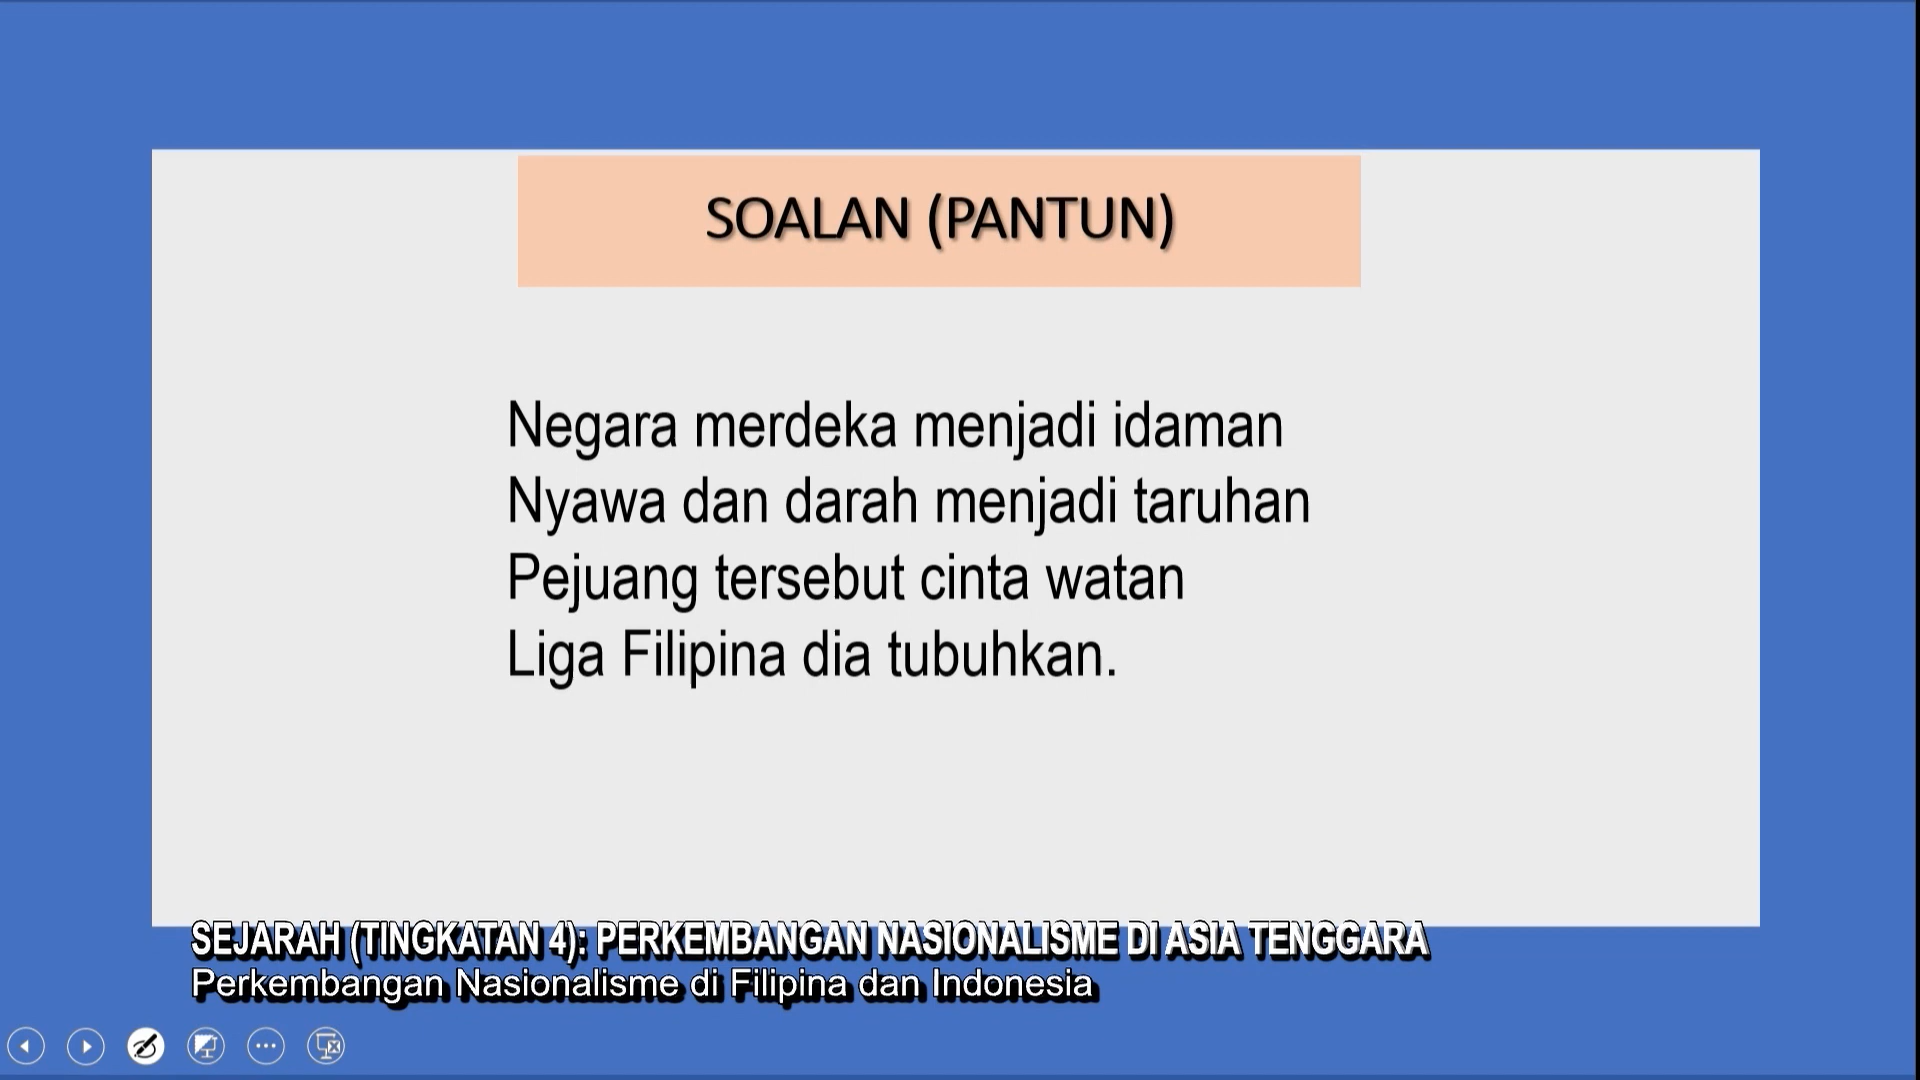 SOALAN (PANTUN)
Negara merdeka menjadi idaman
Nyawa dan darah menjadi taruhan
Pejuang tersebut cinta watan
Liga Filipina dia tubuhkan.
SEJARAH (TINGKATAN 4): PERKEMBANGAN NASIONALISME DI ASIA TENGGARA
Perkembangan Nasionalisme di Filipina dan Indonesia